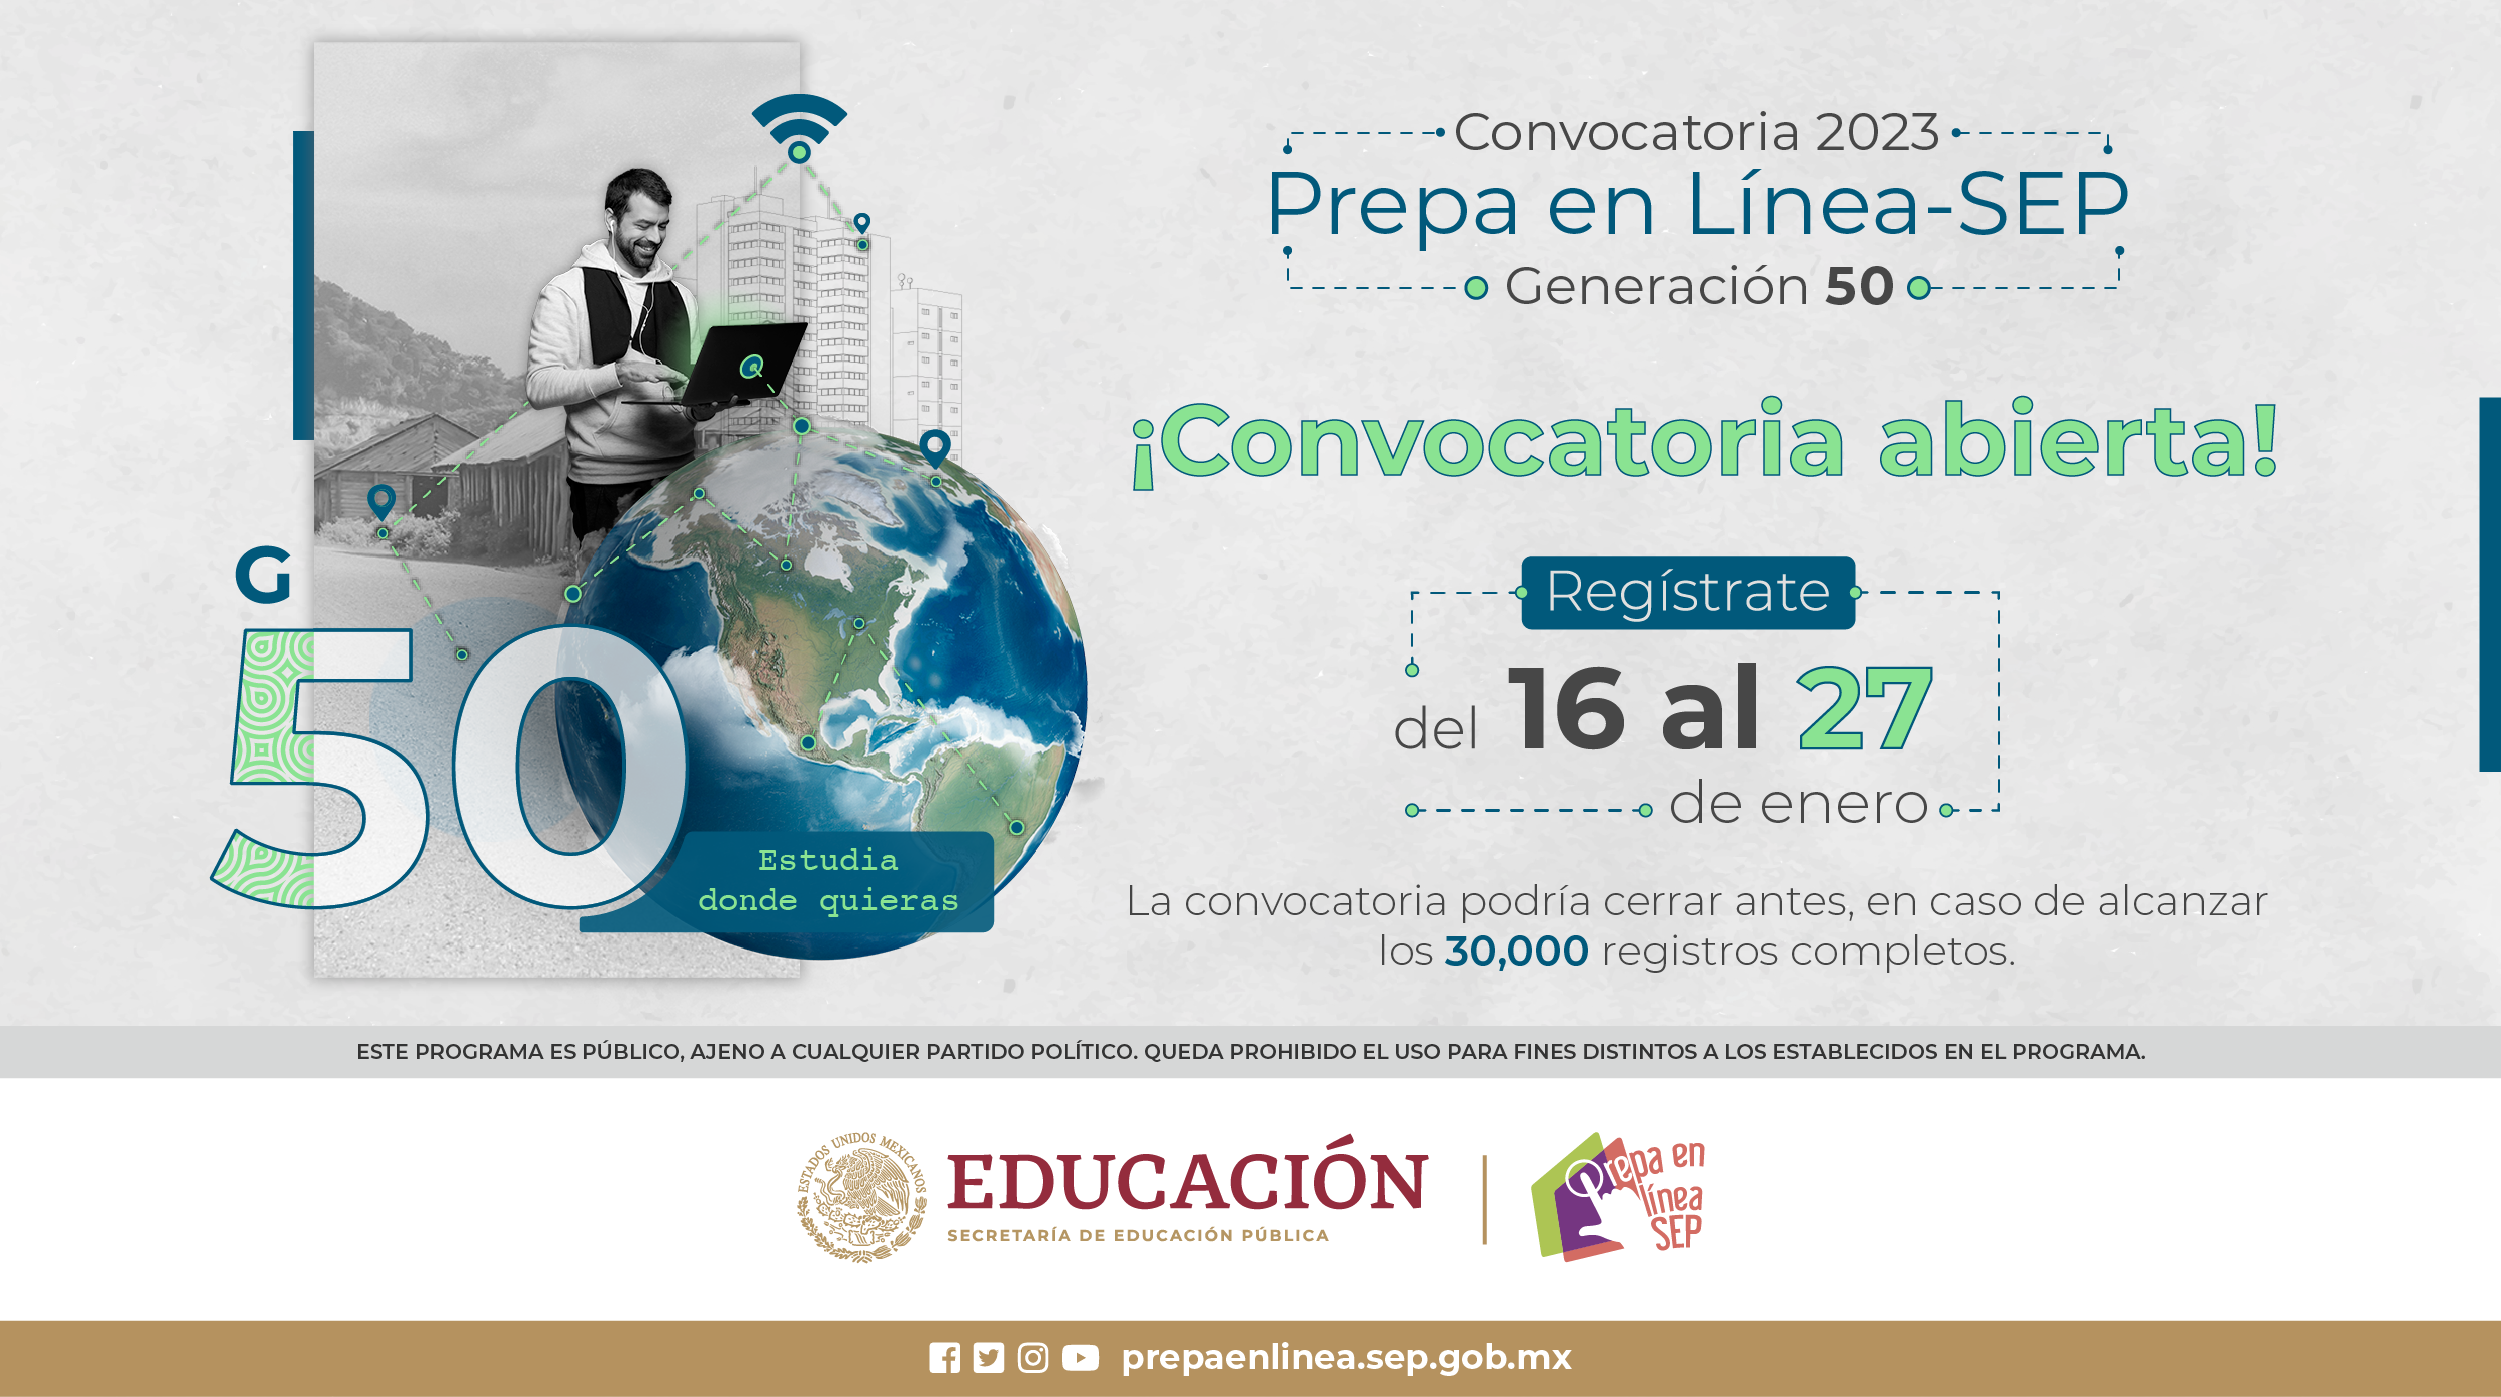 Convocatoria 2023
Prepa en Línea-SEP
Generación 50
¡Convocatoria abierta!
Regístrate
del 16 al 27
de enero
La convocatoria podría cerrar antes, en caso de alcanzar
los 30,000 registros completos.
G
50
Estudia
donde quieras
ESTE PROGRAMA ES PÚBLICO, AJENO A CUALQUIER PARTIDO POLÍTICO. QUEDA PROHIBIDO EL USO PARA FINES DISTINTOS A LOS ESTABLECIDOS EN EL PROGRAMA.
ESTADOS UNIDOS MEXICANOS
EDUCACIÓN
SECRETARÍA DE EDUCACIÓN PÚBLICA
Prepa en
línea
SEP
prepaenlinea.sep.gob.mx